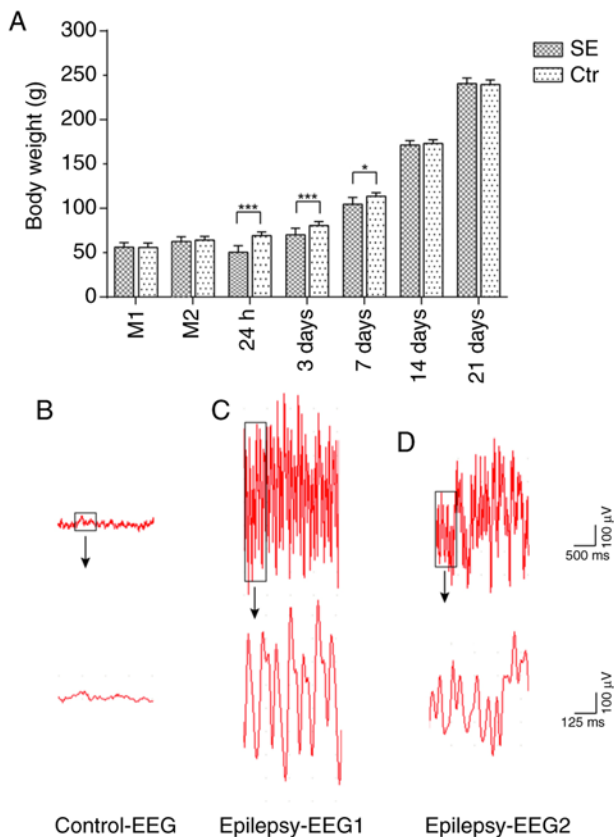 A
Body weight (g)
300
250
200
150
100
50
0
SE
Ctr
***
***
*
M1
M2
24 h
3 days
7 days
14 days
21 days
B
C
D
100 µV
500 ms
100 µV
125 ms
Control-EEG
Epilepsy-EEG1
Epilepsy-EEG2